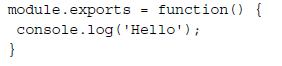 module.exports = function() {
 console.log('Hello');
}